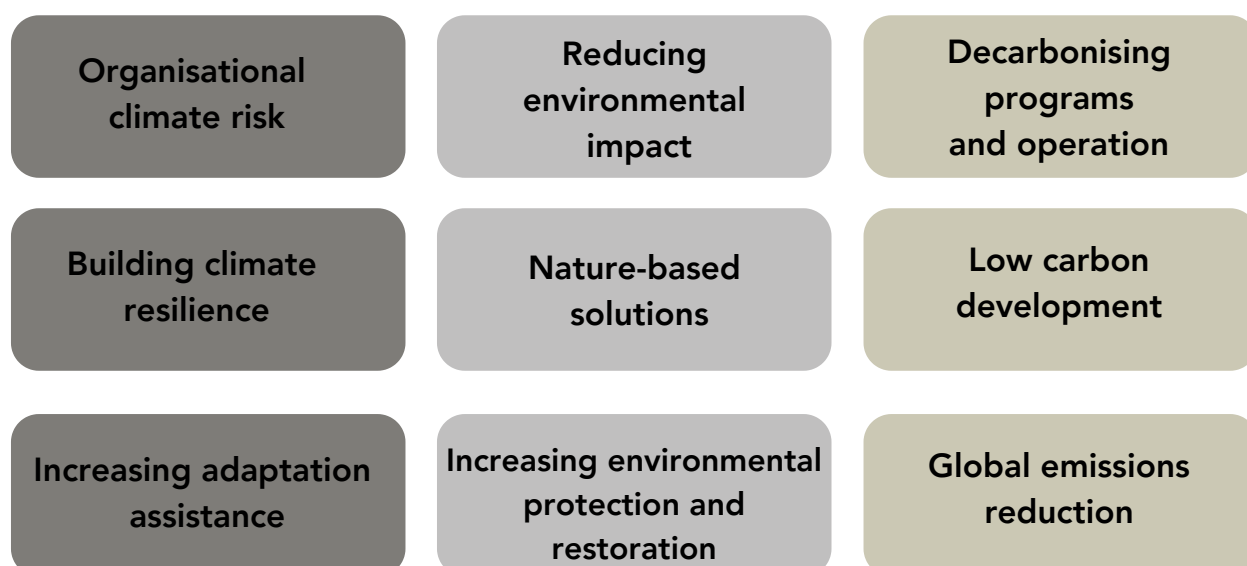 Organisational
climate risk
Reducing
environmental
impact
Decarbonising
programs
and operation
Building climate
resilience
Nature-based
solutions
Low carbon
development
Increasing adaptation
assistance
Increasing environmental
protection and
restoration
Global emissions
reduction